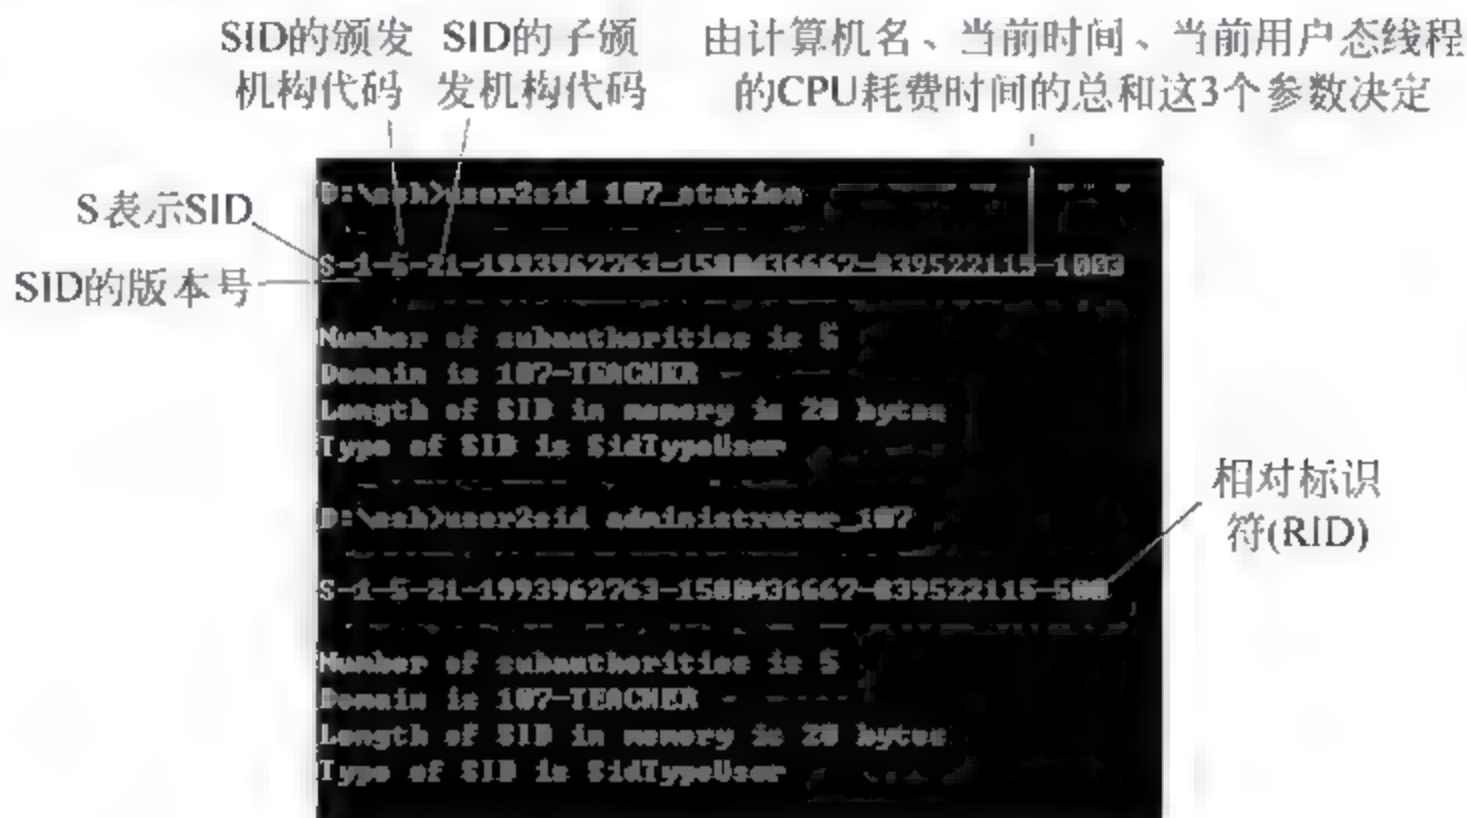 SID的颁发 SID的子颁 由计算机名、当前时间、当前用户态线程
机构代码 发机构代码 的CPU耗费时间的总和这3个参数决定
S表示SID
SID的版本号
user2sid 107_station
S-1-5-21-1993962763-1580436667-839522115-1003
Number of subauthorities is 5
Domain is 107-TEACHER
Length of SID in memory is 28 bytes
Type of SID is SidTypeUser
相对标识
符(RID)
user2sid administrator_107
S-1-5-21-1993962763-1580436667-839522115-500
Number of subauthorities is 5
Domain is 107-TEACHER
Length of SID in memory is 28 bytes
Type of SID is SidTypeUser